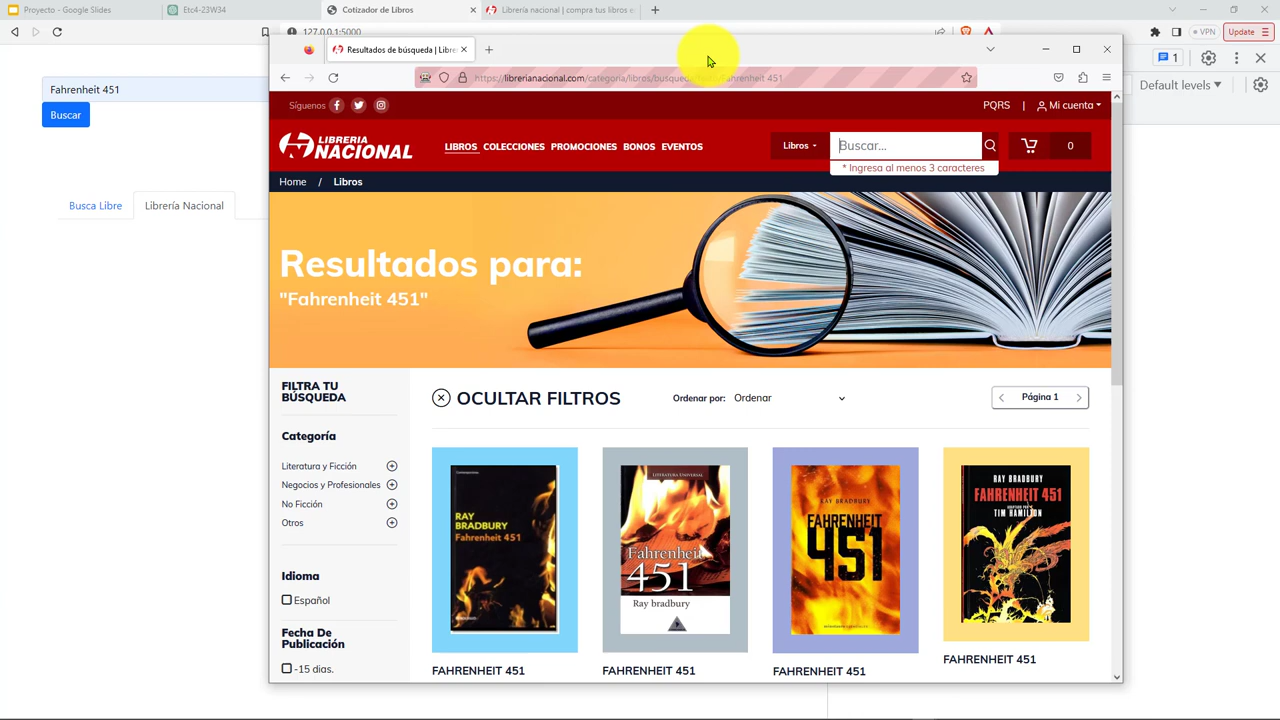 Proyecto - Google Slides
Etc4-23W34
Cotizador de Libros
Librería nacional | compra tus libros e
127.0.0.1:5000
VPN
Update
Resultados de búsqueda | Libre
https://librerianacional.com/categoria/libros/busqueda
Fahrenheit 451
1
Default levels
Fahrenheit 451
Buscar
Síguenos
PQRS | Mi cuenta
LIBRERIA
NACIONAL
LIBROS COLECCIONES PROMOCIONES BONOS EVENTOS
Libros
Buscar...
0
* Ingresa al menos 3 caracteres
Home / Libros
Busca Libre
Librería Nacional
Resultados para:
"Fahrenheit 451"
FILTRA TU
BÚSQUEDA
OCULTAR FILTROS
Ordenar por: Ordenar
Página 1
Categoría
Literatura y Ficción
Negocios y Profesionales
No Ficción
Otros
Idioma
Español
Fecha De
Publicación
-15 dias.
RAY
BRADBURY
Fahrenheit 451
LITERATURA UNIVERSAL
Fahrenheit
451
Ray bradbury
RAY BRADBURY
FAHRENHEIT
451
RAY BRADBURY
FAHRENHEIT 451
TIM HAMILTON
FAHRENHEIT 451
FAHRENHEIT 451
FAHRENHEIT 451
FAHRENHEIT 451